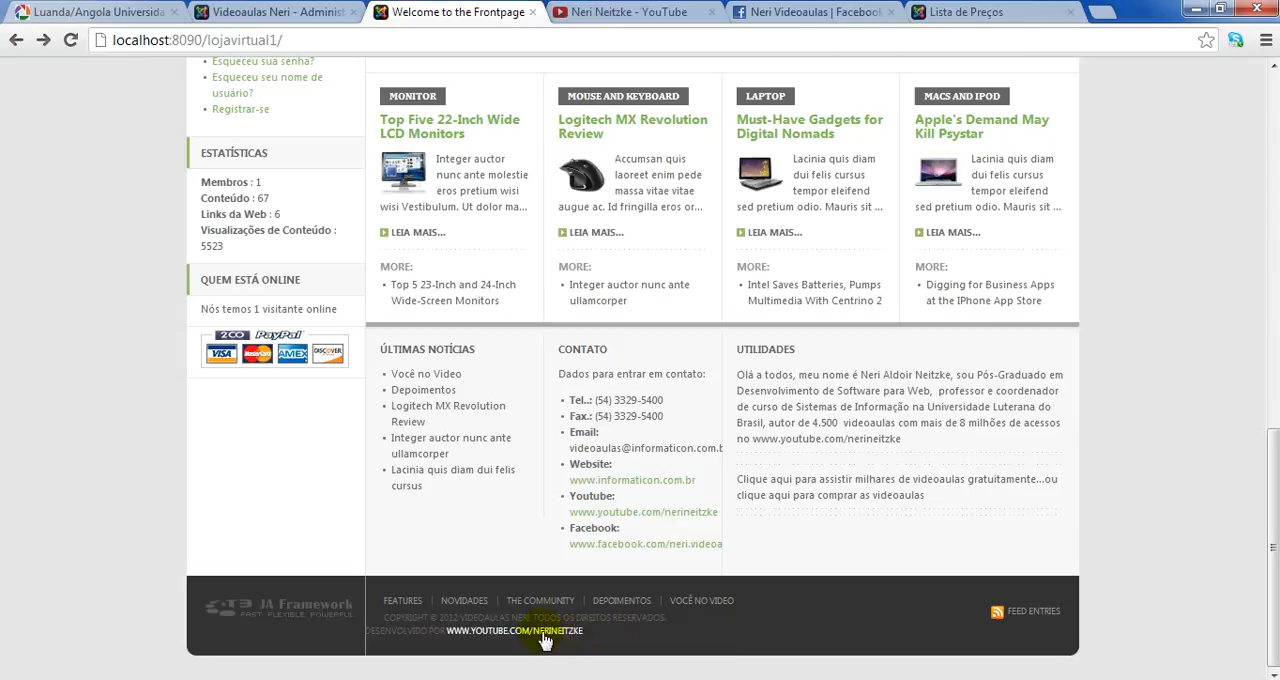 Luanda/Angola Universida
Videoaulas Neri - Administ
Welcome to the Frontpage
Neri Neitzke - YouTube
Neri Videoaulas | Facebook
Lista de Preços
localhost:8090/lojavirtual1/
Esqueceu sua senha?
Esqueceu seu nome de
usuário?
Registrar-se
ESTATÍSTICAS
Membros : 1
Conteúdo : 67
Links da Web : 6
Visualizações de Conteúdo :
5523
QUEM ESTÁ ONLINE
Nós temos 1 visitante online
2CO PayPal
VISA MasterCard AMEX DISCOVER
MONITOR
Top Five 22-Inch Wide
LCD Monitors
Integer auctor
nunc ante molestie
eros pretium wisi
wisi Vestibulum. Ut dolor ma...
LEIA MAIS...
MORE:
Top 5 23-Inch and 24-Inch
Wide-Screen Monitors
MOUSE AND KEYBOARD
Logitech MX Revolution
Review
Accumsan quis
laoreet enim pede
massa vitae vitae
augue ac. Id fringilla eros or...
LEIA MAIS...
MORE:
Integer auctor nunc ante
ullamcorper
LAPTOP
Must-Have Gadgets for
Digital Nomads
Lacinia quis diam
dui felis cursus
tempor eleifend
sed pretium odio. Mauris sit ...
LEIA MAIS...
MORE:
Intel Saves Batteries, Pumps
Multimedia With Centrino 2
MACS AND IPOD
Apple's Demand May
Kill Psystar
Lacinia quis diam
dui felis cursus
tempor eleifend
sed pretium odio. Mauris sit ...
LEIA MAIS...
MORE:
Digging for Business Apps
at the IPhone App Store
ÚLTIMAS NOTÍCIAS
Você no Video
Depoimentos
Logitech MX Revolution
Review
Integer auctor nunc ante
ullamcorper
Lacinia quis diam dui felis
cursus
CONTATO
Dados para entrar em contato:
Tel..: (54) 3329-5400
Fax.: (54) 3329-5400
Email:
videoaulas@informaticon.com.b
Website:
www.informaticon.com.br
Youtube:
www.youtube.com/nerineitzke
Facebook:
www.facebook.com/neri.videoa
UTILIDADES
Olá a todos, meu nome é Neri Aldoir Neitzke, sou Pós-Graduado em
Desenvolvimento de Software para Web, professor e coordenador
de curso de Sistemas de Informação na Universidade Luterana do
Brasil, autor de 4.500 videoaulas com mais de 8 milhões de acessos
no www.youtube.com/nerineitzke
Clique aqui para assistir milhares de videoaulas gratuitamente...ou
clique aqui para comprar as videoaulas
T3 JA Framework
FAST. FLEXIBLE. POWERFUL
FEATURES | NOVIDADES | THE COMMUNITY | DEPOIMENTOS | VOCÊ NO VIDEO
COPYRIGHT © 2012 VIDEOAULAS NERI. TODOS OS DIREITOS RESERVADOS.
DESENVOLVIDO POR WWW.YOUTUBE.COM/NERINEITZKE
FEED ENTRIES